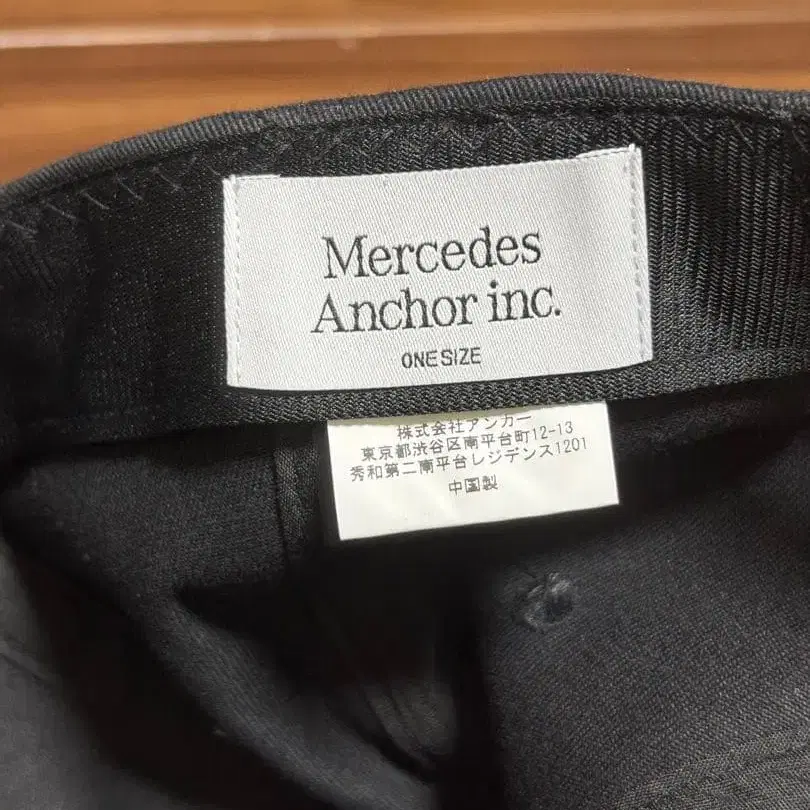 Mercedes
Anchor inc.
ONE SIZE
株式会社アンカー
東京都渋谷区南平台町12-13
秀和第二南平台レジデンス1201
中国製